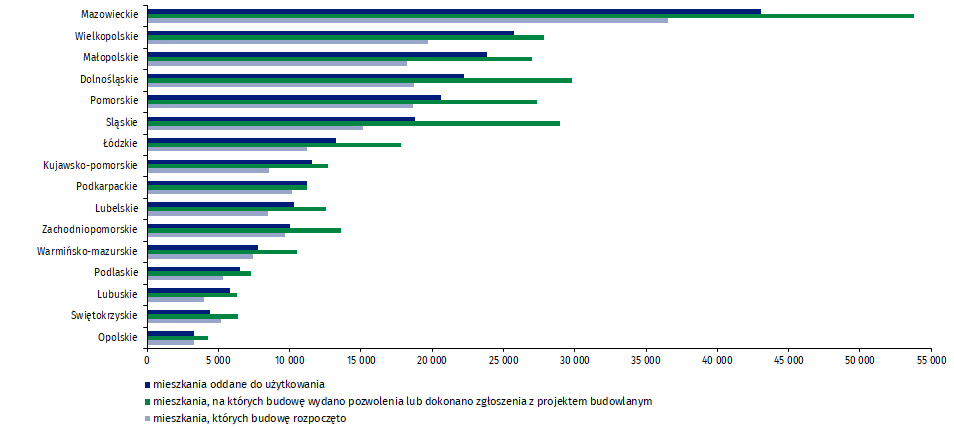 Mazowieckie
Wielkopolskie
Małopolskie
Dolnośląskie
Pomorskie
Śląskie
Łódzkie
Kujawsko-pomorskie
Podkarpackie
Lubelskie
Zachodniopomorskie
Warmińsko-mazurskie
Podlaskie
Lubuskie
Swiętokrzyskie
Opolskie
0 5 000 10 000 15 000 20 000 25 000 30 000 35 000 40 000 45 000 50 000 55 000
mieszkania oddane do użytkowania
mieszkania, na których budowę wydano pozwolenia lub dokonano zgłoszenia z projektem budowlanym
mieszkania, których budowę rozpoczęto